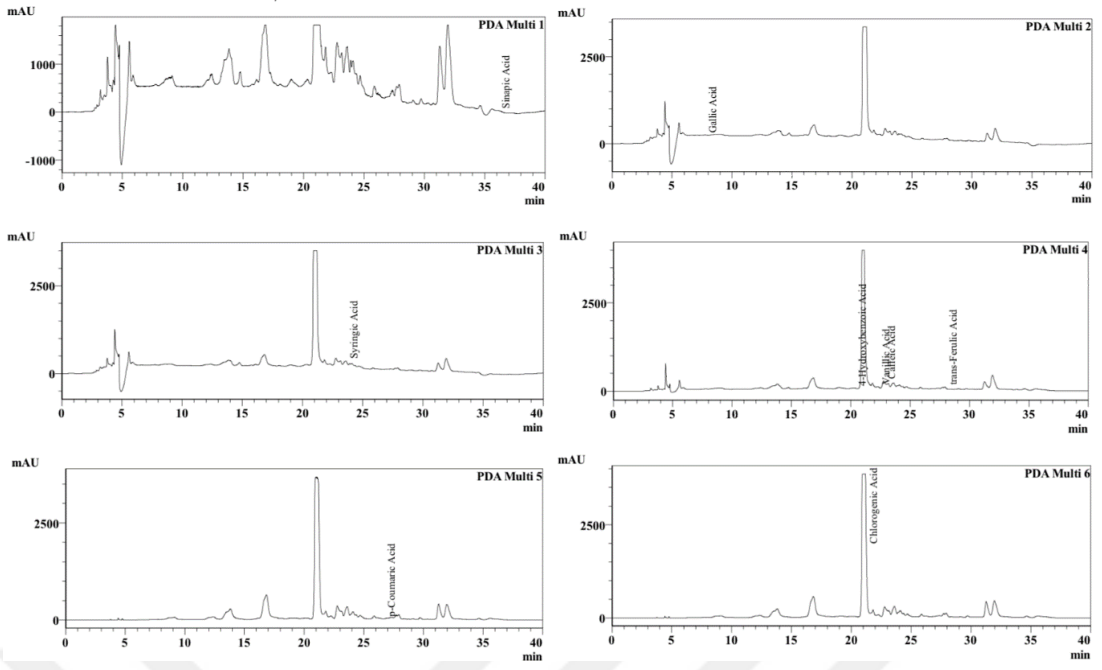 mAU
PDA Multi 1
1000
0
-1000
Sinapic Acid
0 5 10 15 20 25 30 35 40
min
mAU
PDA Multi 2
2500
0
Gallic Acid
0 5 10 15 20 25 30 35 40
min
mAU
PDA Multi 3
2500
0
Syringic Acid
0 5 10 15 20 25 30 35 40
min
mAU
PDA Multi 4
2500
0
4-Hydroxybenzoic Acid
Vanillic Acid
Caffeic Acid
trans-Ferulic Acid
0 5 10 15 20 25 30 35 40
min
mAU
PDA Multi 5
2500
0
p-Coumaric Acid
0 5 10 15 20 25 30 35 40
min
mAU
PDA Multi 6
2500
0
Chlorogenic Acid
0 5 10 15 20 25 30 35 40
min